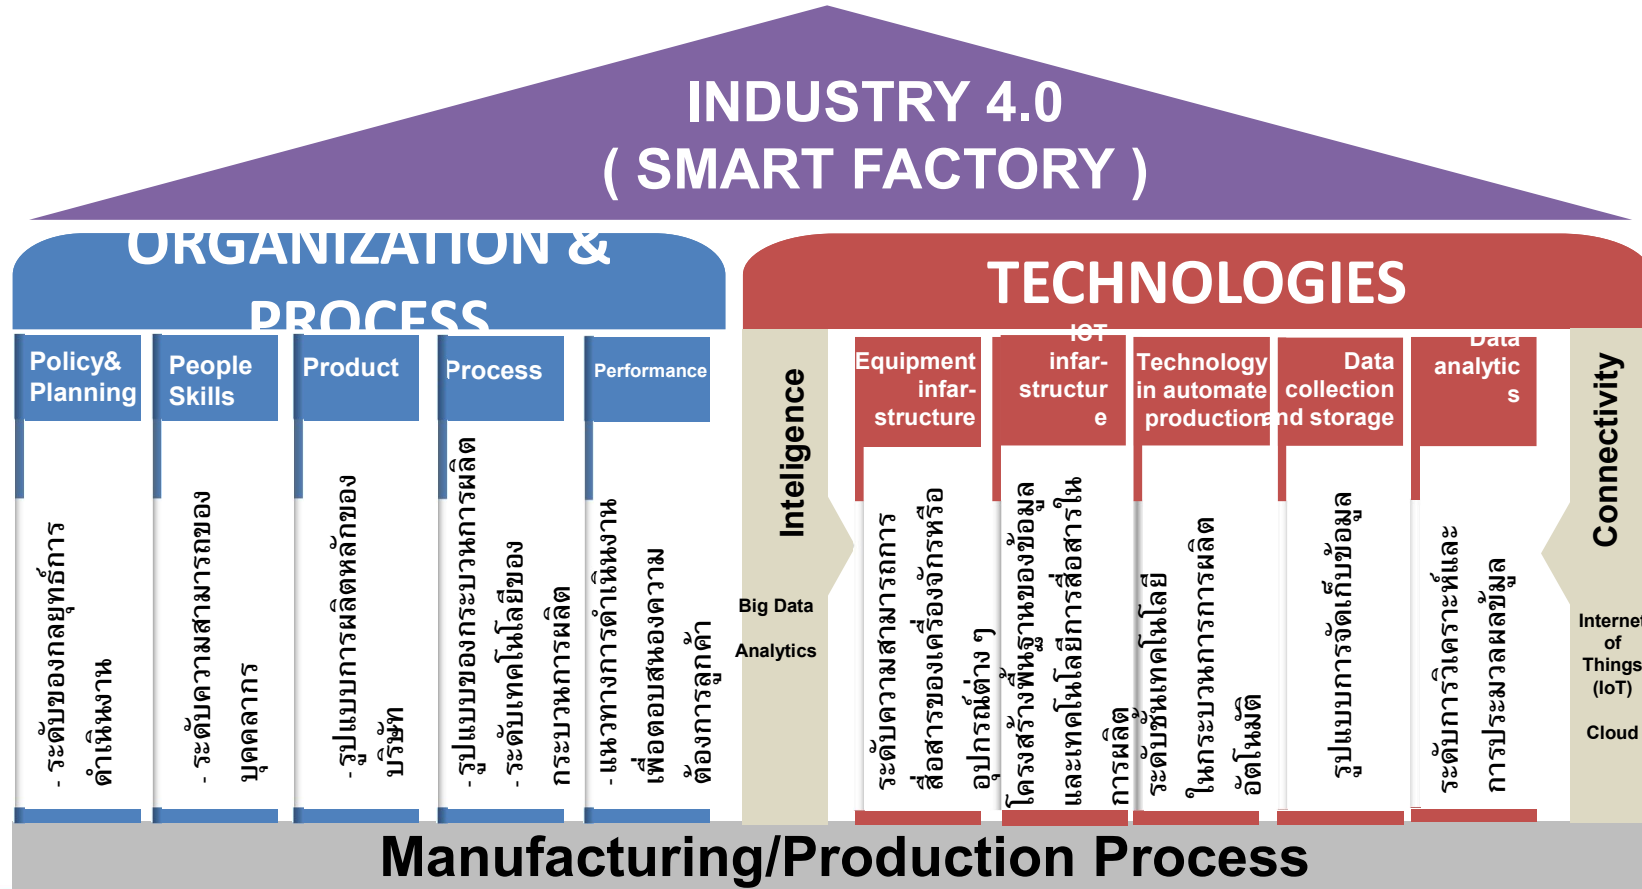 INDUSTRY 4.0
( SMART FACTORY )
ORGANIZATION &
PROCESS
TECHNOLOGIES
Policy&
Planning
People
Skills
Product
Process
Performance
- ระดับของกลยุทธ์การ
ดำเนินงาน
- ระดับความสามารถของ
บุคคลากร
- รูปแบบการผลิตหลักของ
บริษัท
- รูปแบบของกระบวนการผลิต
- ระดับเทคโนโลยีของ
กระบวนการผลิต
- แนวทางการดำเนินงาน
เพื่อตอบสนองความ
ต้องการลูกค้า
Inteligence
Big Data
Analytics
Equipment
infar-
structure
IOT
infar-
structur
e
Technology
in automate
production
Data
collection
and storage
Data
analytic
s
ระดับความสามารถการ
สื่อสารของเครื่องจักรหรือ
อุปกรณ์ต่าง ๆ
โครงสร้างพื้นฐานของข้อมูล
และเทคโนโลยีการสื่อสารใน
การผลิต
ระดับชั้นเทคโนโลยี
ในกระบวนการการผลิต
อัตโนมัติ
รูปแบบการจัดเก็บข้อมูล
ระดับการวิเคราะห์และ
การประมวลผลข้มูล
Connectivity
Internet
of
Things
(IoT)
Cloud
Manufacturing/Production Process